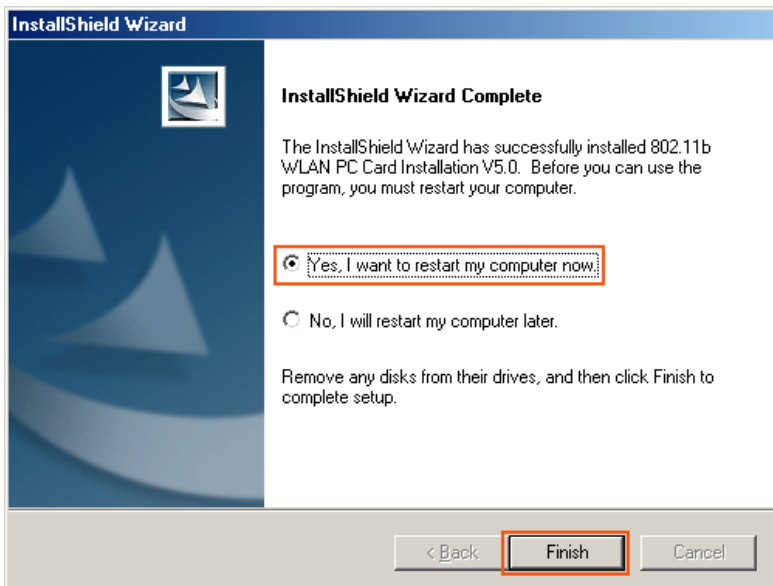 InstallShield Wizard
InstallShield Wizard Complete
The InstallShield Wizard has successfully installed 802.11b
WLAN PC Card Installation V5.0.  Before you can use the
program, you must restart your computer.
Yes, I want to restart my computer now.
No, I will restart my computer later.
Remove any disks from their drives, and then click Finish to
complete setup.
< Back
Finish
Cancel